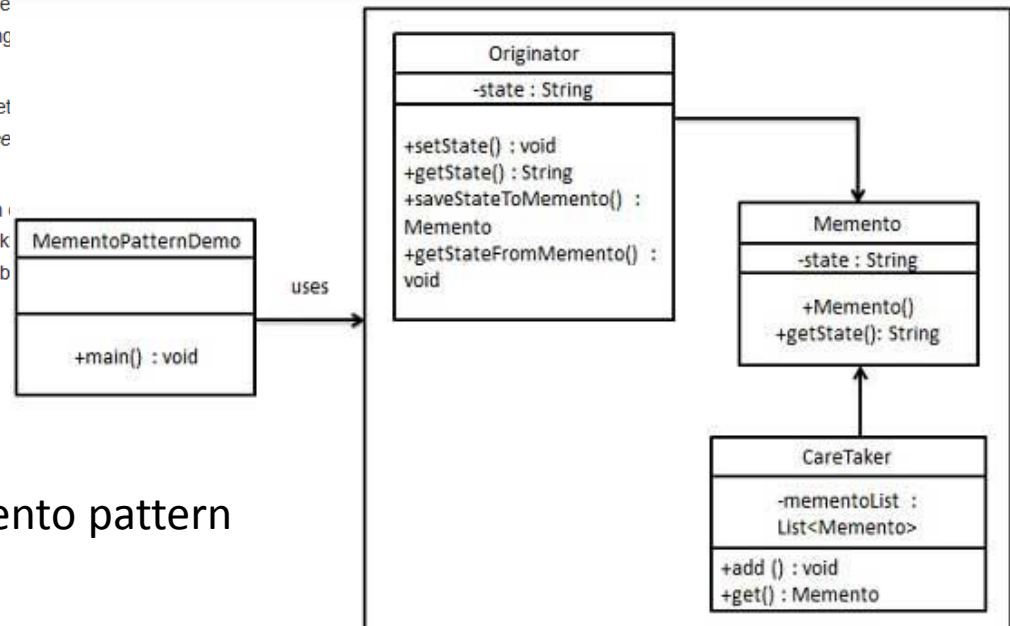 MementoPatternDemo
+main() : void
uses
Originator
-state : String
+setState() : void
+getState() : String
+saveStateToMemento() :
Memento
+getStateFromMemento() :
void
Memento
-state : String
+Memento()
+getState(): String
CareTaker
-mementoList :
List<Memento>
+add () : void
+get() : Memento
pattern